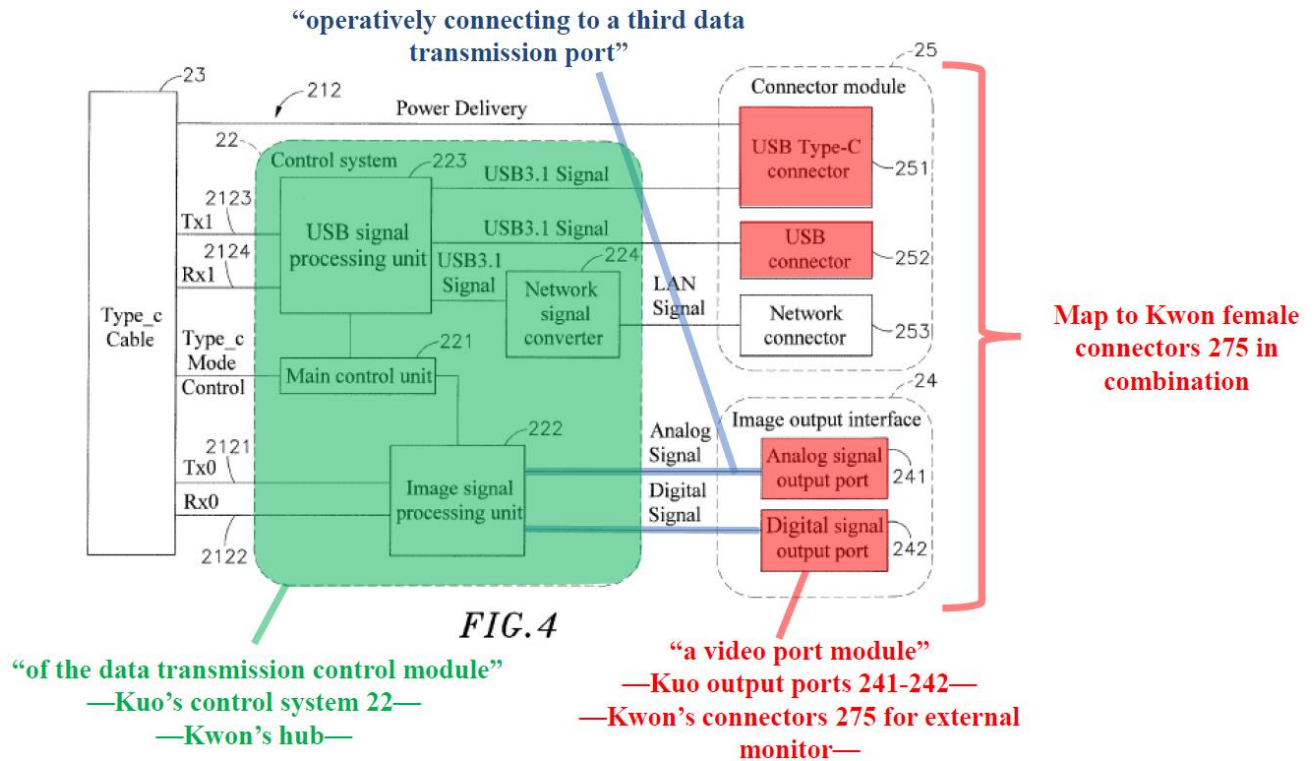 “operatively connecting to a third data
transmission port”
23
212
Power Delivery
25
Connector module
22
Control system
223
USB3.1 Signal
USB Type-C
connector
251
2123
Tx1
USB signal
processing unit
USB3.1 Signal
USB
connector
252
2124
Rx1
USB3.1
Signal
224
Network
signal
converter
LAN
Signal
Network
connector
253
Type_c
Cable
Type_c
Mode
Control
221
Main control unit
Map to Kwon female
connectors 275 in
combination
24
Image output interface
222
Analog
Signal
Analog signal
output port
241
2121
Tx0
Image signal
processing unit
Digital
Signal
Rx0
Digital signal
output port
242
2122
FIG.4
“of the data transmission control module”
—Kuo’s control system 22—
—Kwon’s hub—
“a video port module”
—Kuo output ports 241-242—
—Kwon’s connectors 275 for external
monitor—